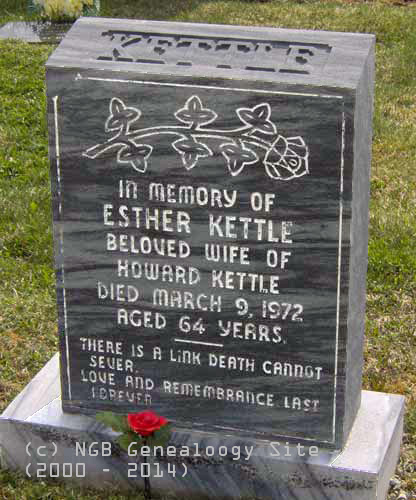 KETTLE
IN MEMORY OF
ESTHER KETTLE
BELOVED WIFE OF
HOWARD KETTLE
DIED MARCH 9, 1972
AGED 64 YEARS.
THERE IS A LINK DEATH CANNOT
SEVER.
LOVE AND REMEMBRANCE LAST
FOREVER
(c) NGB Genealoogy Site
(2000 - 2014)